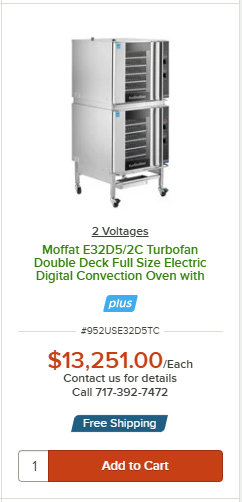 2 Voltages
Moffat E32D5/2C Turbofan
Double Deck Full Size Electric
Digital Convection Oven with
plus
#952USE32D5TC
$13,251.00/Each
Contact us for details
Call 717-392-7472
Free Shipping
1
Add to Cart